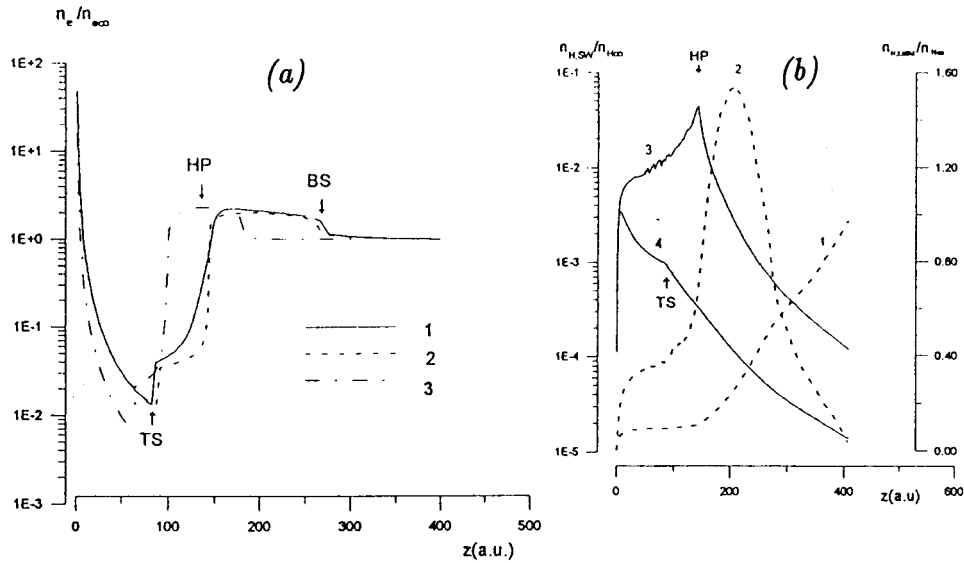 n_e/n_e∞
(a)
1E+2
1E+1
1E+0
1E-1
1E-2
1E-3
HP
BS
TS
1
2
3
0
100
200
300
400
500
z(a.u.)
n_H,SW/n_H∞
HP
n_H,LISM/n_H∞
(b)
1E-1
1E-2
1E-3
1E-4
1E-5
3
2
4
1
TS
1.60
1.20
0.80
0.40
0.00
0
200
400
600
z(a.u)